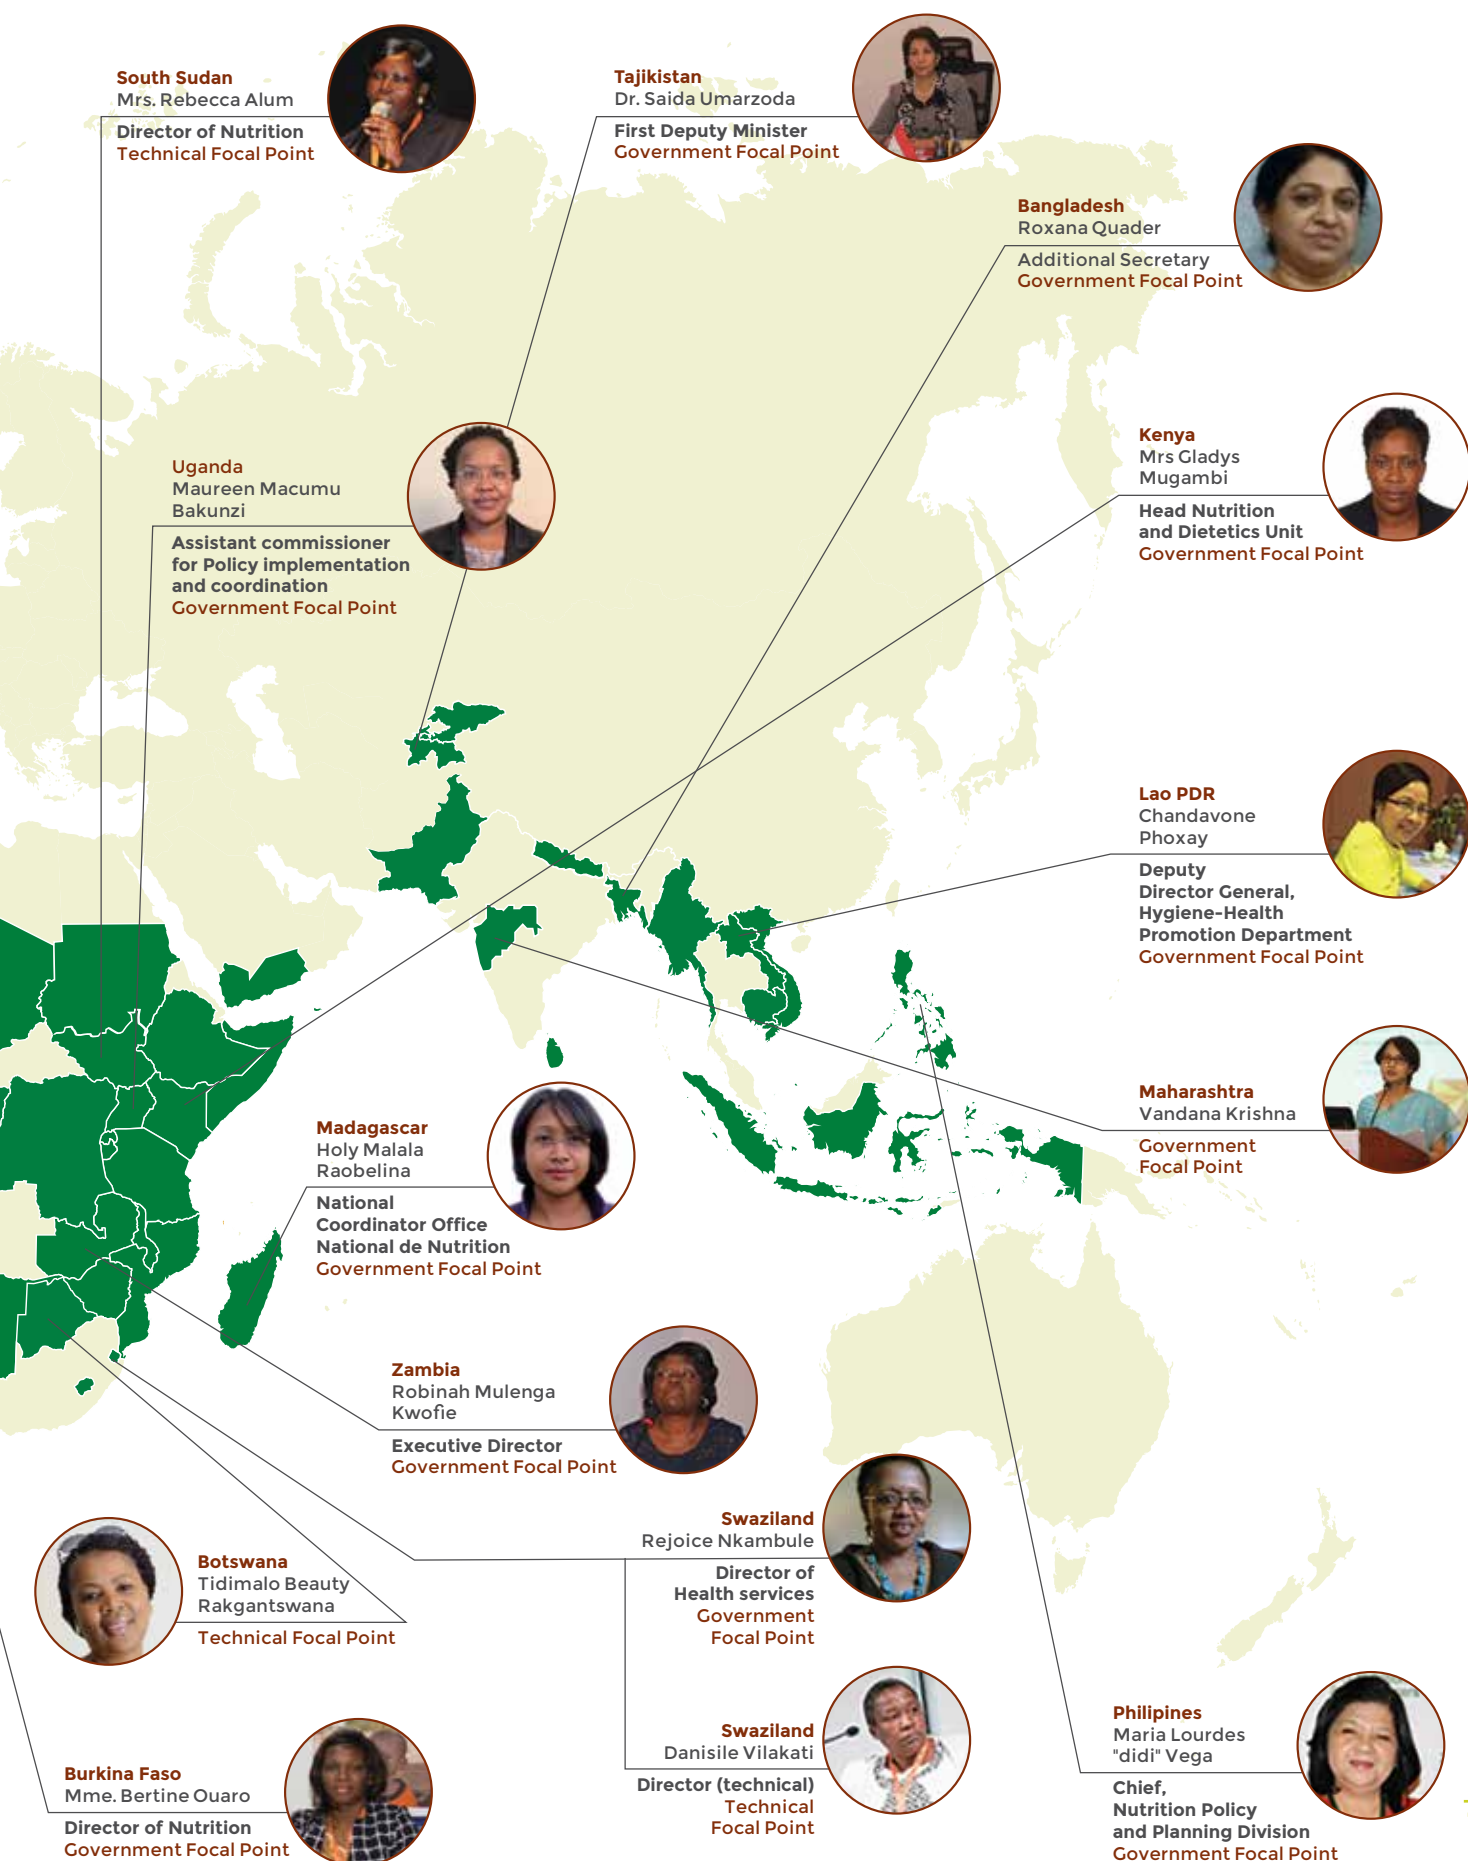 South Sudan
Mrs. Rebecca Alum
Director of Nutrition
Technical Focal Point
Tajikistan
Dr. Saida Umarzoda
First Deputy Minister
Government Focal Point
Bangladesh
Roxana Quader
Additional Secretary
Government Focal Point
Uganda
Maureen Macumu
Bakunzi
Assistant commissioner
for Policy implementation
and coordination
Government Focal Point
Kenya
Mrs Gladys
Mugambi
Head Nutrition
and Dietetics Unit
Government Focal Point
Lao PDR
Chandavone
Phoxay
Deputy
Director General,
Hygiene-Health
Promotion Department
Government Focal Point
Maharashtra
Vandana Krishna
Government
Focal Point
Madagascar
Holy Malala
Raobelina
National
Coordinator Office
National de Nutrition
Government Focal Point
Zambia
Robinah Mulenga
Kwofie
Executive Director
Government Focal Point
Swaziland
Rejoice Nkambule
Director of
Health services
Government
Focal Point
Botswana
Tidimalo Beauty
Rakgantswana
Technical Focal Point
Swaziland
Danisile Vilakati
Director (technical)
Technical
Focal Point
Philipines
Maria Lourdes
"didi" Vega
Chief,
Nutrition Policy
and Planning Division
Government Focal Point
Burkina Faso
Mme. Bertine Ouaro
Director of Nutrition
Government Focal Point